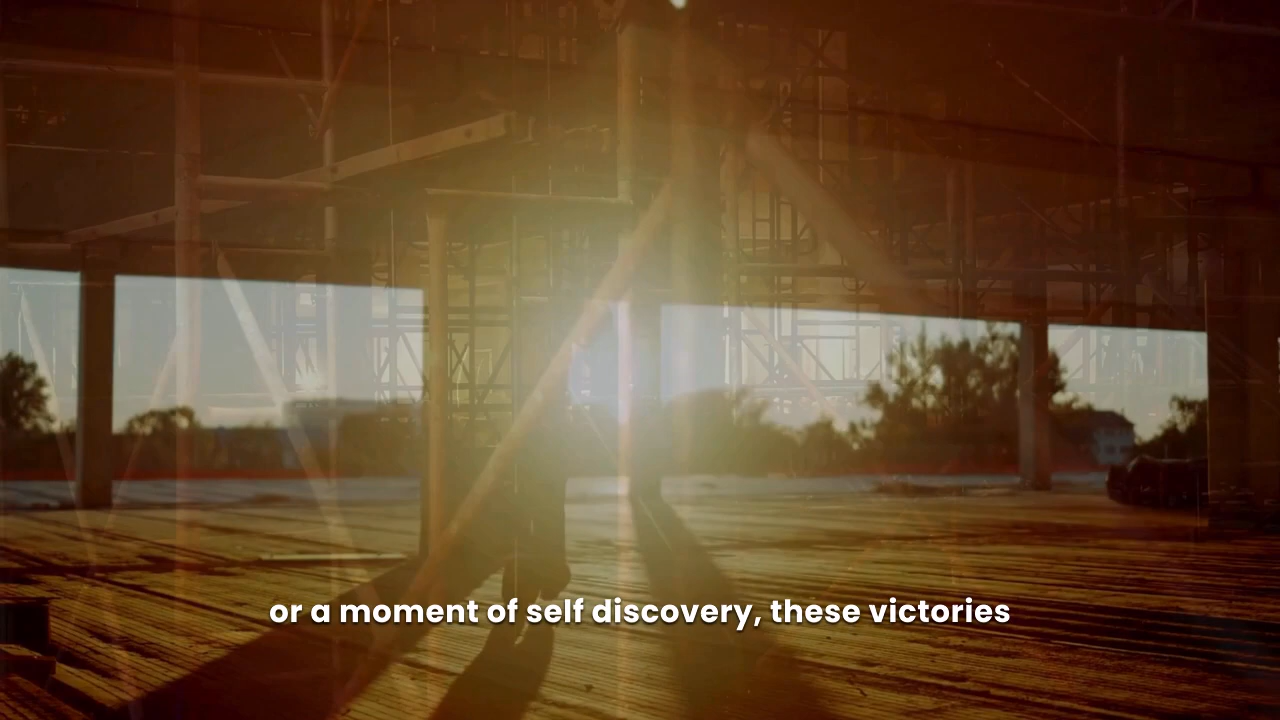 or a moment of self discovery, these victories